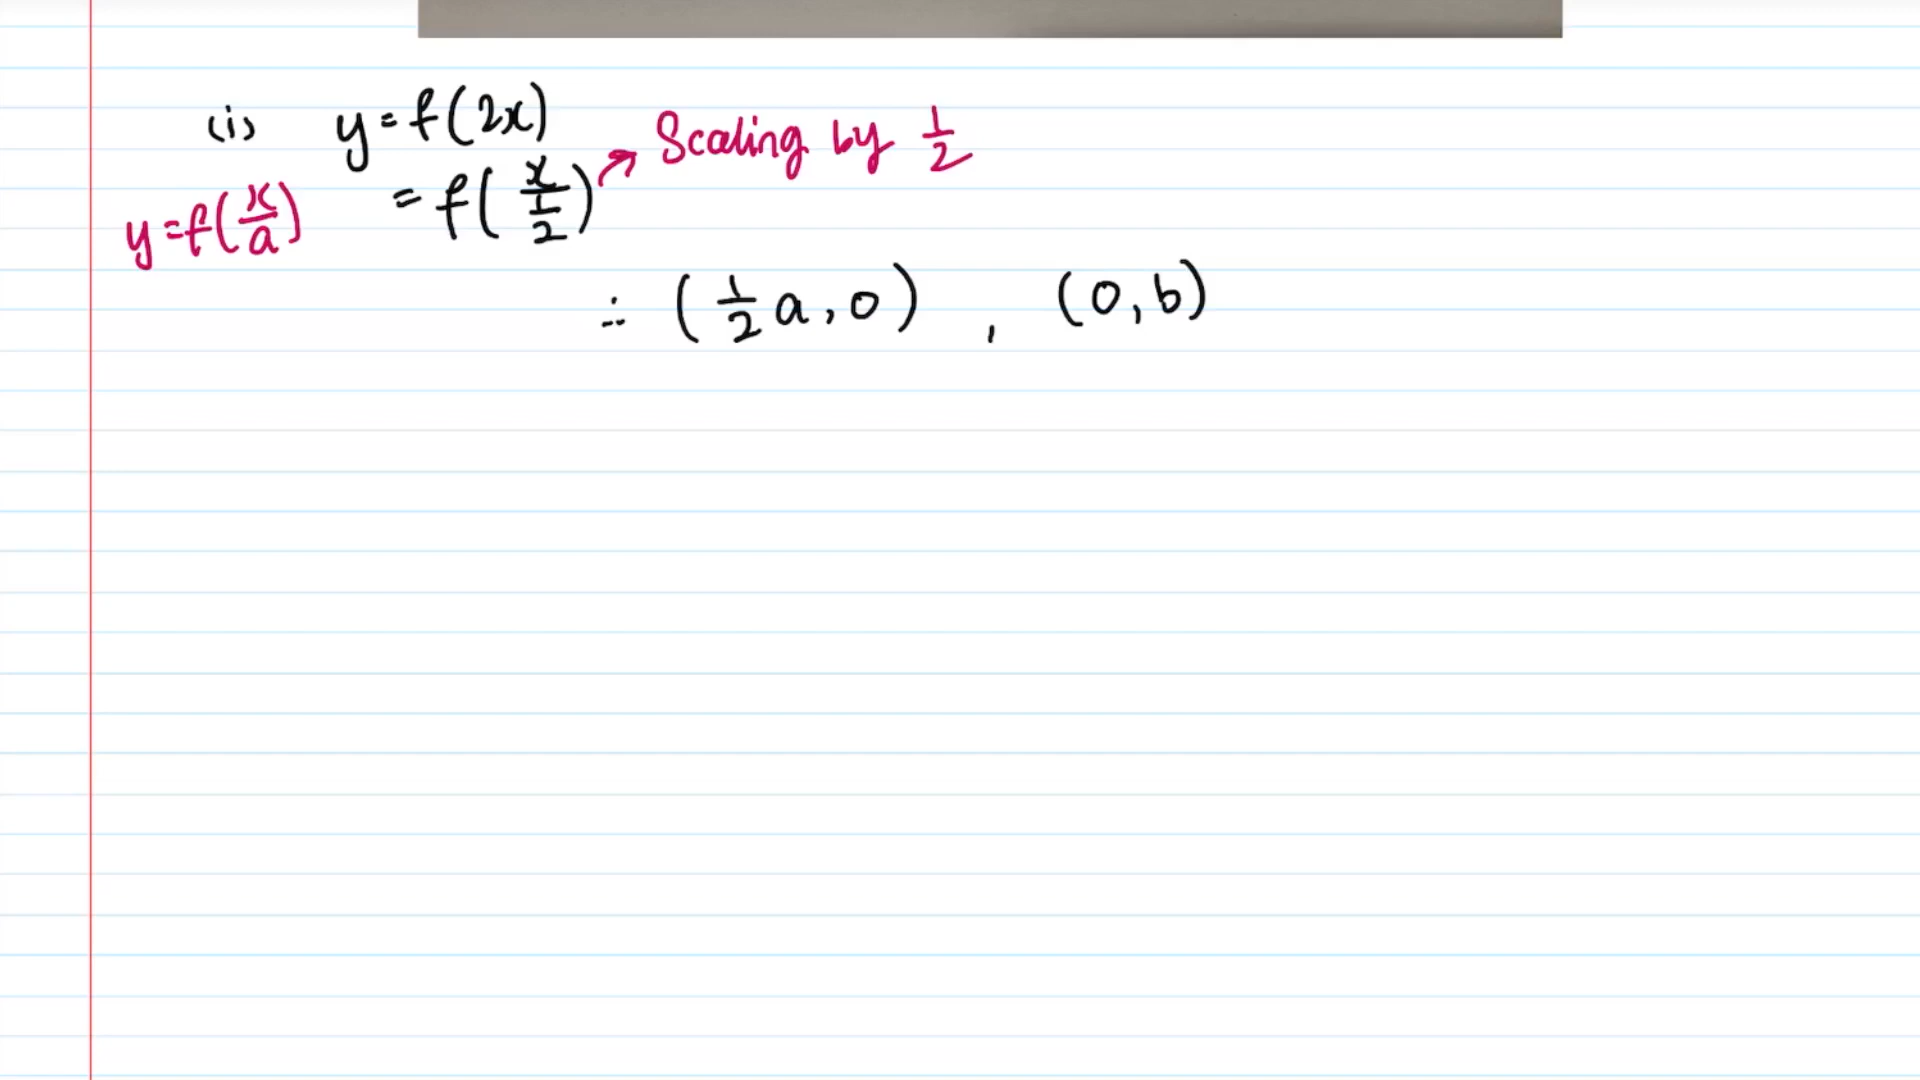 (i) y=f(2x)
=f(x/(1/2)) → Scaling by 1/2
y=f(x/a)
∴ (1/2 a, 0) , (0, b)